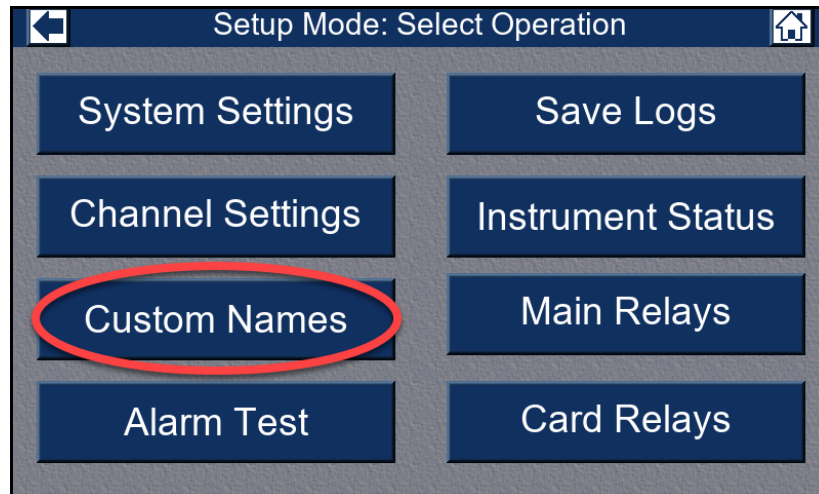 Setup Mode: Select Operation
System Settings
Save Logs
Channel Settings
Instrument Status
Custom Names
Main Relays
Alarm Test
Card Relays